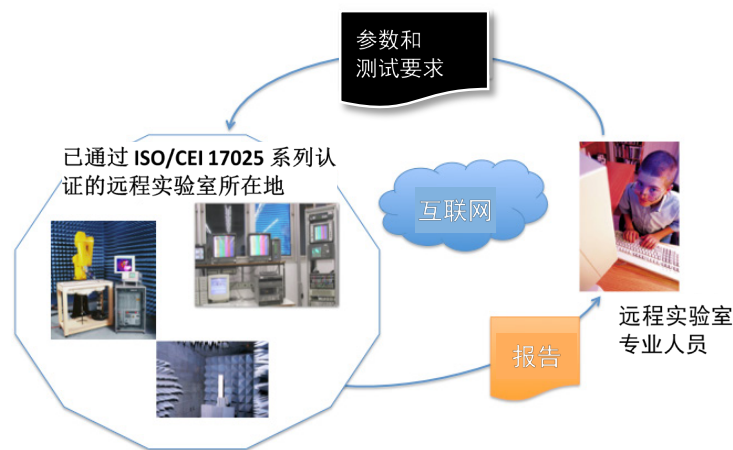 参数和
测试要求
已通过 ISO/CEI 17025 系列认
证的远程实验室所在地
互联网
远程实验室
专业人员
报告